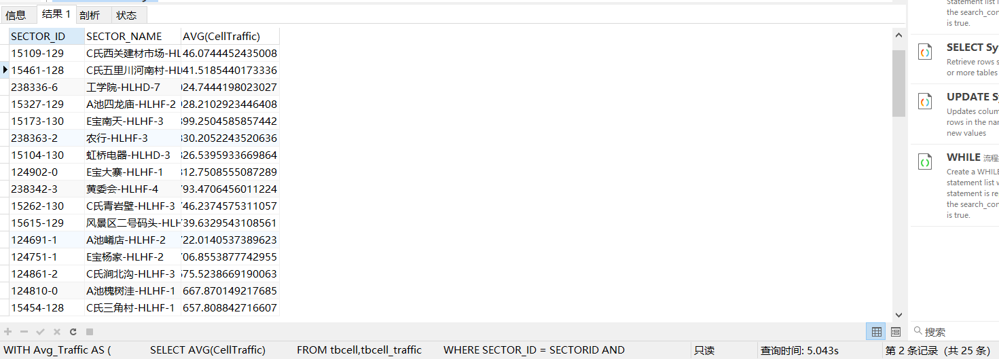 信息 结果 1 剖析 状态
SECTOR_ID SECTOR_NAME AVG(CellTraffic)
15109-129 C氏西关建材市场-HL 46.0744452435008
15461-128 C氏五里川河南村-HL 041.5185440173336
238336-6 工学院-HLHD-7 024.7444198023027
15327-129 A池四龙庙-HLHF-2 028.2102923446408
15173-130 E宝南天-HLHF-3 899.2504585857442
238363-2 农行-HLHF-3 830.2052243520636
15104-130 虹桥电器-HLHD-3 826.5395933669864
124902-0 E宝大寨-HLHF-1 812.7508555087289
238342-3 黄委会-HLHF-4 793.4706456011224
15262-130 C氏青岩壁-HLHF-3 746.2374575311057
15615-129 风景区二号码头-HLH 739.6329543108561
124691-1 A池崤店-HLHF-2 722.0140537389623
124751-1 E宝杨家-HLHF-2 706.8553877742955
124861-2 C氏涧北沟-HLHF-3 675.5238669190063
124810-0 A池槐树洼-HLHF-1 667.870149217685
15454-128 C氏三角村-HLHF-1 657.808842716607
WITH Avg_Traffic AS ( SELECT AVG(CellTraffic) FROM tbcell,tbcell_traffic WHERE SECTOR_ID = SECTORID AND 只读 查询时间: 5.043s 第 2 条记录 (共 25 条)
Statement list
the search_con
is true.
SELECT Sy
Retrieve rows s
or more tables
UPDATE Sy
Updates colum
rows in the nar
new values
WHILE 流程
Create a WHILE
statement list w
statement is re
the search_con
is true.
搜索